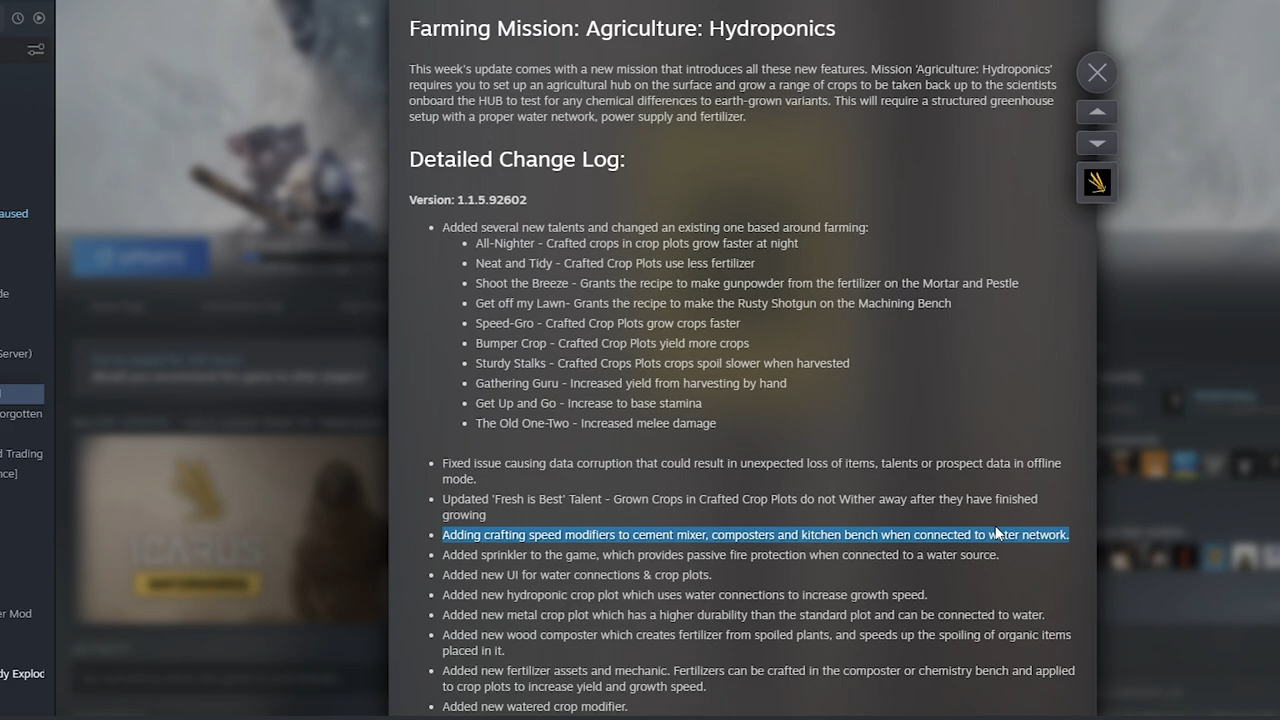 Farming Mission: Agriculture: Hydroponics
This week's update comes with a new mission that introduces all these new features. Mission 'Agriculture: Hydroponics'
requires you to set up an agricultural hub on the surface and grow a range of crops to be taken back up to the scientists
onboard the HUB to test for any chemical differences to earth-grown variants. This will require a structured greenhouse
setup with a proper water network, power supply and fertilizer.
Detailed Change Log:
Version: 1.1.5.92602
Added several new talents and changed an existing one based around farming:
All-Nighter - Crafted crops in crop plots grow faster at night
Neat and Tidy - Crafted Crop Plots use less fertilizer
Shoot the Breeze - Grants the recipe to make gunpowder from the fertilizer on the Mortar and Pestle
Get off my Lawn- Grants the recipe to make the Rusty Shotgun on the Machining Bench
Speed-Gro - Crafted Crop Plots grow crops faster
Bumper Crop - Crafted Crop Plots yield more crops
Sturdy Stalks - Crafted Crops Plots crops spoil slower when harvested
Gathering Guru - Increased yield from harvesting by hand
Get Up and Go - Increase to base stamina
The Old One-Two - Increased melee damage
Fixed issue causing data corruption that could result in unexpected loss of items, talents or prospect data in offline
mode.
Updated 'Fresh is Best' Talent - Grown Crops in Crafted Crop Plots do not Wither away after they have finished
growing
Adding crafting speed modifiers to cement mixer, composters and kitchen bench when connected to water network.
Added sprinkler to the game, which provides passive fire protection when connected to a water source.
Added new UI for water connections & crop plots.
Added new hydroponic crop plot which uses water connections to increase growth speed.
Added new metal crop plot which has a higher durability than the standard plot and can be connected to water.
Added new wood composter which creates fertilizer from spoiled plants, and speeds up the spoiling of organic items
placed in it.
Added new fertilizer assets and mechanic. Fertilizers can be crafted in the composter or chemistry bench and applied
to crop plots to increase yield and growth speed.
Added new watered crop modifier.
aused
de
Server)
orgotten
d Trading
nce]
er Mod
dy Explod
UPDATE
ICARUS